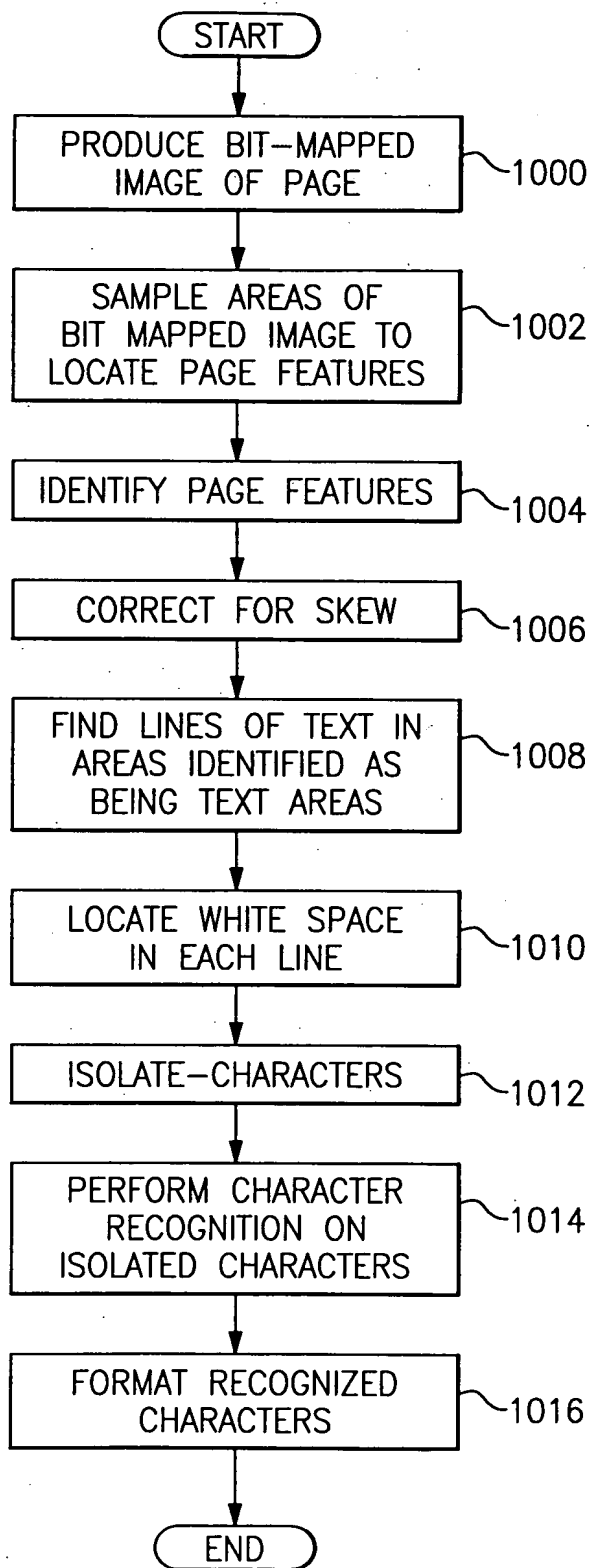 START
PRODUCE BIT-MAPPED
IMAGE OF PAGE
1000
SAMPLE AREAS OF
BIT MAPPED IMAGE TO
LOCATE PAGE FEATURES
1002
IDENTIFY PAGE FEATURES
1004
CORRECT FOR SKEW
1006
FIND LINES OF TEXT IN
AREAS IDENTIFIED AS
BEING TEXT AREAS
1008
LOCATE WHITE SPACE
IN EACH LINE
1010
ISOLATE-CHARACTERS
1012
PERFORM CHARACTER
RECOGNITION ON
ISOLATED CHARACTERS
1014
FORMAT RECOGNIZED
CHARACTERS
1016
END